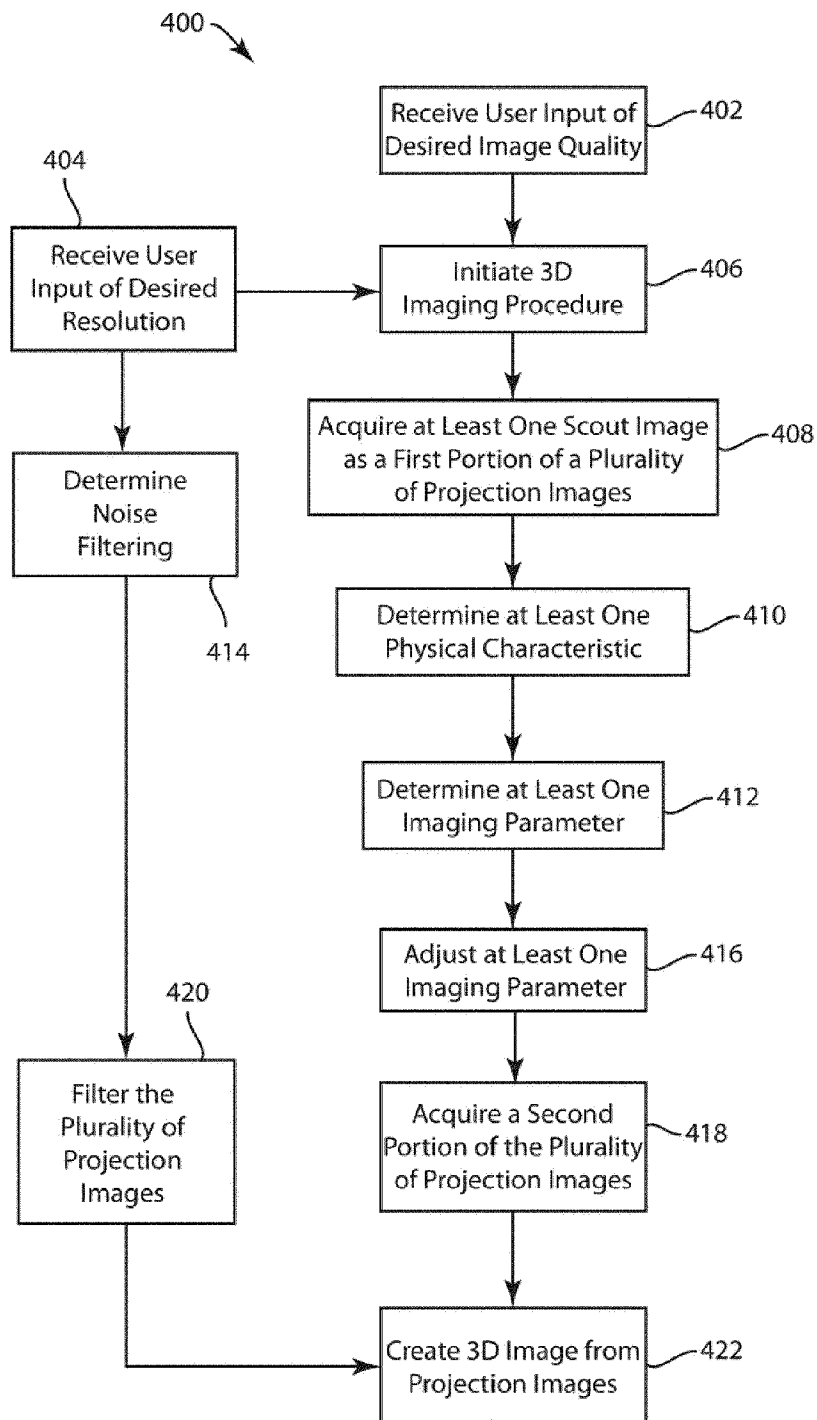 400
Receive User Input of
Desired Image Quality
402
404
Receive User
Input of Desired
Resolution
Initiate 3D
Imaging Procedure
406
Acquire at Least One Scout Image
as a First Portion of a Plurality
of Projection Images
408
Determine
Noise
Filtering
414
Determine at Least One
Physical Characteristic
410
Determine at Least One
Imaging Parameter
412
Adjust at Least One
Imaging Parameter
416
420
Filter the
Plurality of
Projection
Images
Acquire a Second
Portion of the Plurality
of Projection Images
418
Create 3D Image from
Projection Images
422